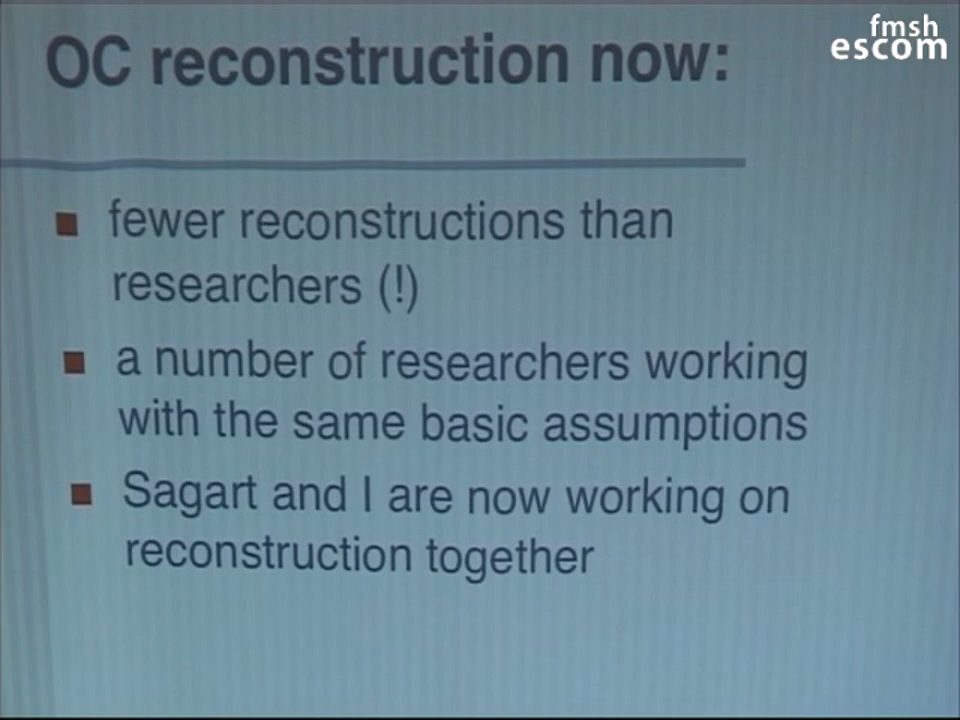 fmsh
escom
OC reconstruction now:
fewer reconstructions than
researchers (!)
a number of researchers working
with the same basic assumptions
Sagart and I are now working on
reconstruction together